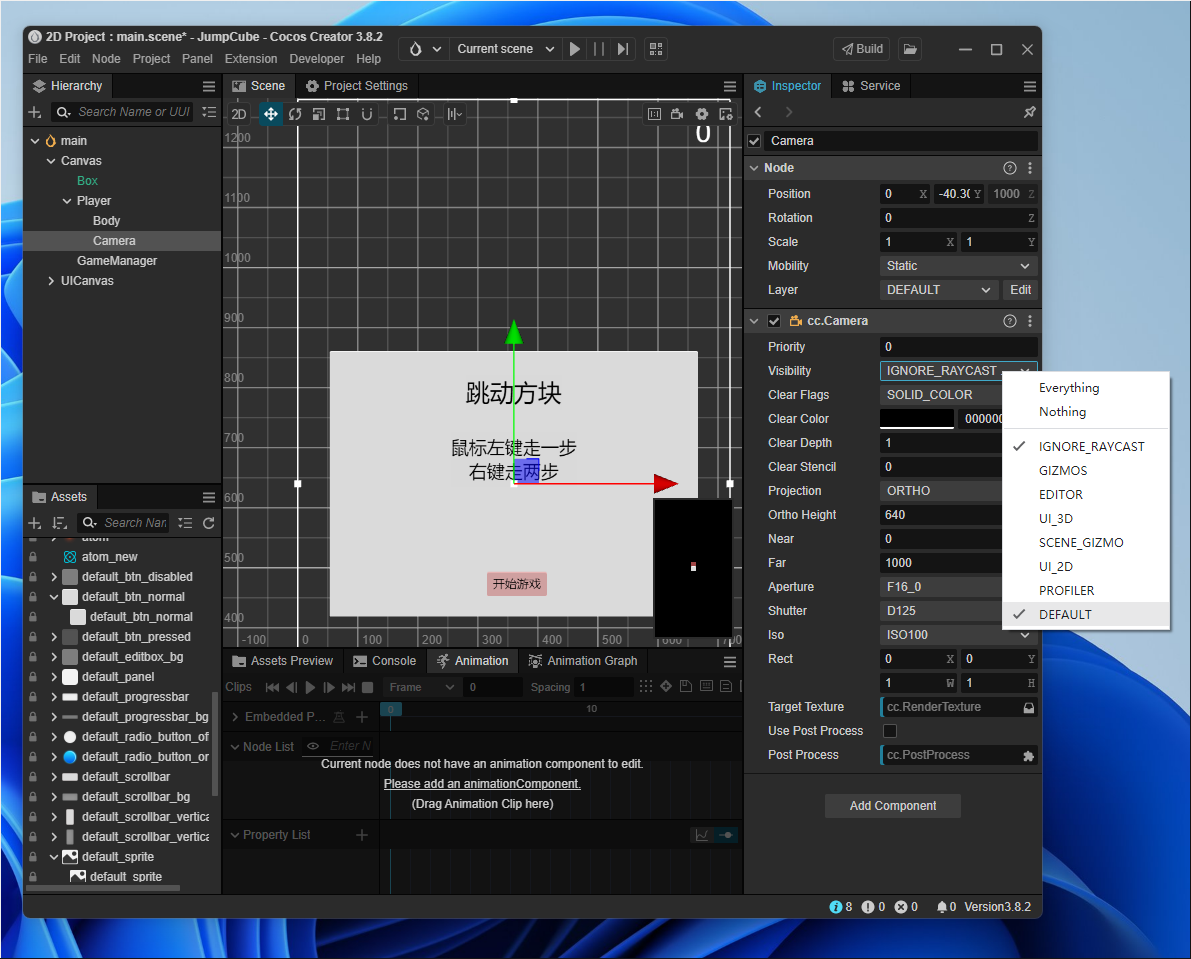 2D Project : main.scene* - JumpCube - Cocos Creator 3.8.2
File Edit Node Project Panel Extension Developer Help
Current scene
Build
Hierarchy
Search Name or UUI
main
Canvas
Box
Player
Body
Camera
GameManager
UICanvas
Assets
Search Nar
atom
atom_new
default_btn_disabled
default_btn_normal
default_btn_normal
default_btn_pressed
default_editbox_bg
default_panel
default_progressbar
default_progressbar_bg
default_radio_button_of
default_radio_button_or
default_scrollbar
default_scrollbar_bg
default_scrollbar_vertica
default_scrollbar_vertica
default_sprite
default_sprite
Scene Project Settings
2D
1:1
1200
1100
1000
900
800
700
600
500
400
-100 0 100 200 300 400 600 700
0
跳动方块
鼠标左键走一步
右键走两步
开始游戏
Assets Preview Console Animation Animation Graph
Clips Frame 0 Spacing 1
Embedded P...
0 10
Node List Enter N
Current node does not have an animation component to edit.
Please add an animationComponent.
(Drag Animation Clip here)
Property List
Inspector Service
Camera
Node
Position 0 X -40.30 Y 1000 Z
Rotation 0 Z
Scale 1 X 1 Y
Mobility Static
Layer DEFAULT Edit
cc.Camera
Priority 0
Visibility IGNORE_RAYCAST
Clear Flags SOLID_COLOR
Clear Color 00000
Clear Depth 1
Clear Stencil 0
Projection ORTHO
Ortho Height 640
Near 0
Far 1000
Aperture F16_0
Shutter D125
Iso ISO100
Rect 0 X 0 Y
1 W 1 H
Target Texture cc.RenderTexture
Use Post Process
Post Process cc.PostProcess
Add Component
Everything
Nothing
IGNORE_RAYCAST
GIZMOS
EDITOR
UI_3D
SCENE_GIZMO
UI_2D
PROFILER
DEFAULT
8 0 0 0 Version3.8.2